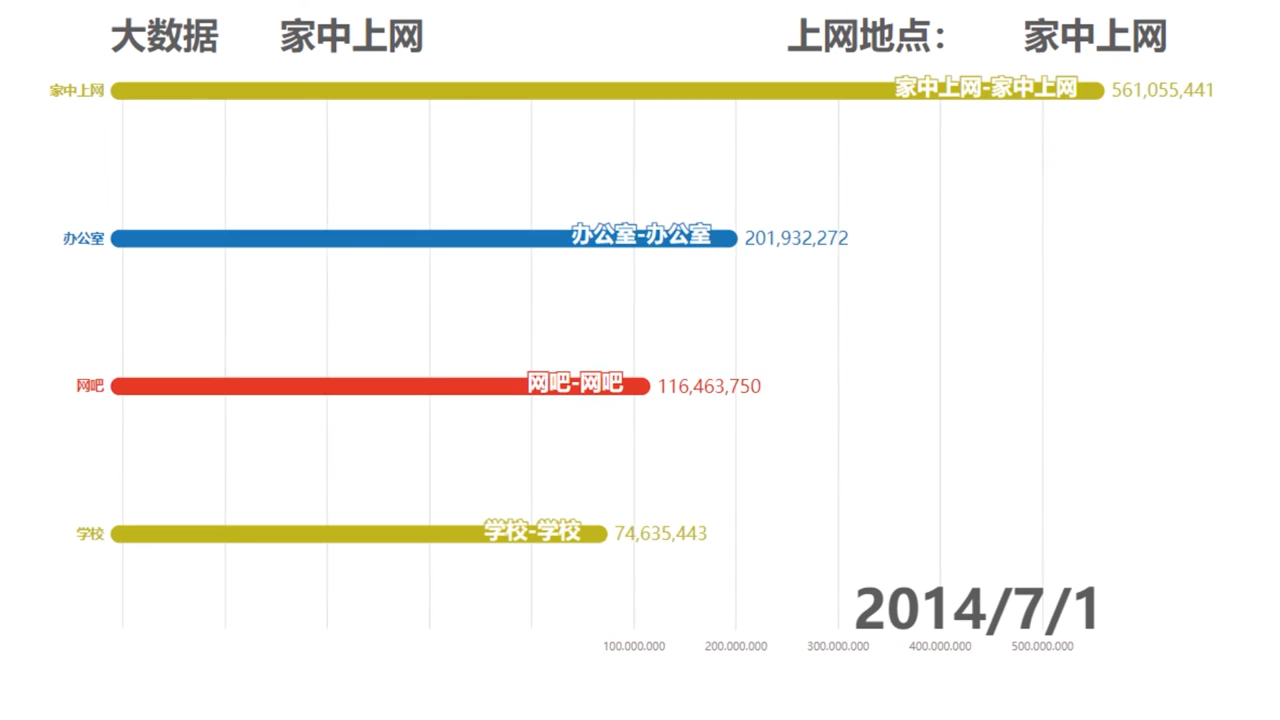 大数据 家中上网 上网地点： 家中上网
家中上网 家中上网-家中上网 561,055,441
办公室 办公室-办公室 201,932,272
网吧 网吧-网吧 116,463,750
学校 学校-学校 74,635,443
2014/7/1
100.000.000 200.000.000 300.000.000 400.000.000 500.000.000